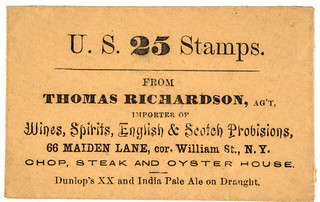 U. S. 25 Stamps.
FROM
THOMAS RICHARDSON, AG'T,
IMPORTER OF
Wines, Spirits, English & Scotch Provisions,
66 MAIDEN LANE, cor. William St., N. Y.
CHOP, STEAK AND OYSTER HOUSE.
Dunlop's XX and India Pale Ale on Draught.